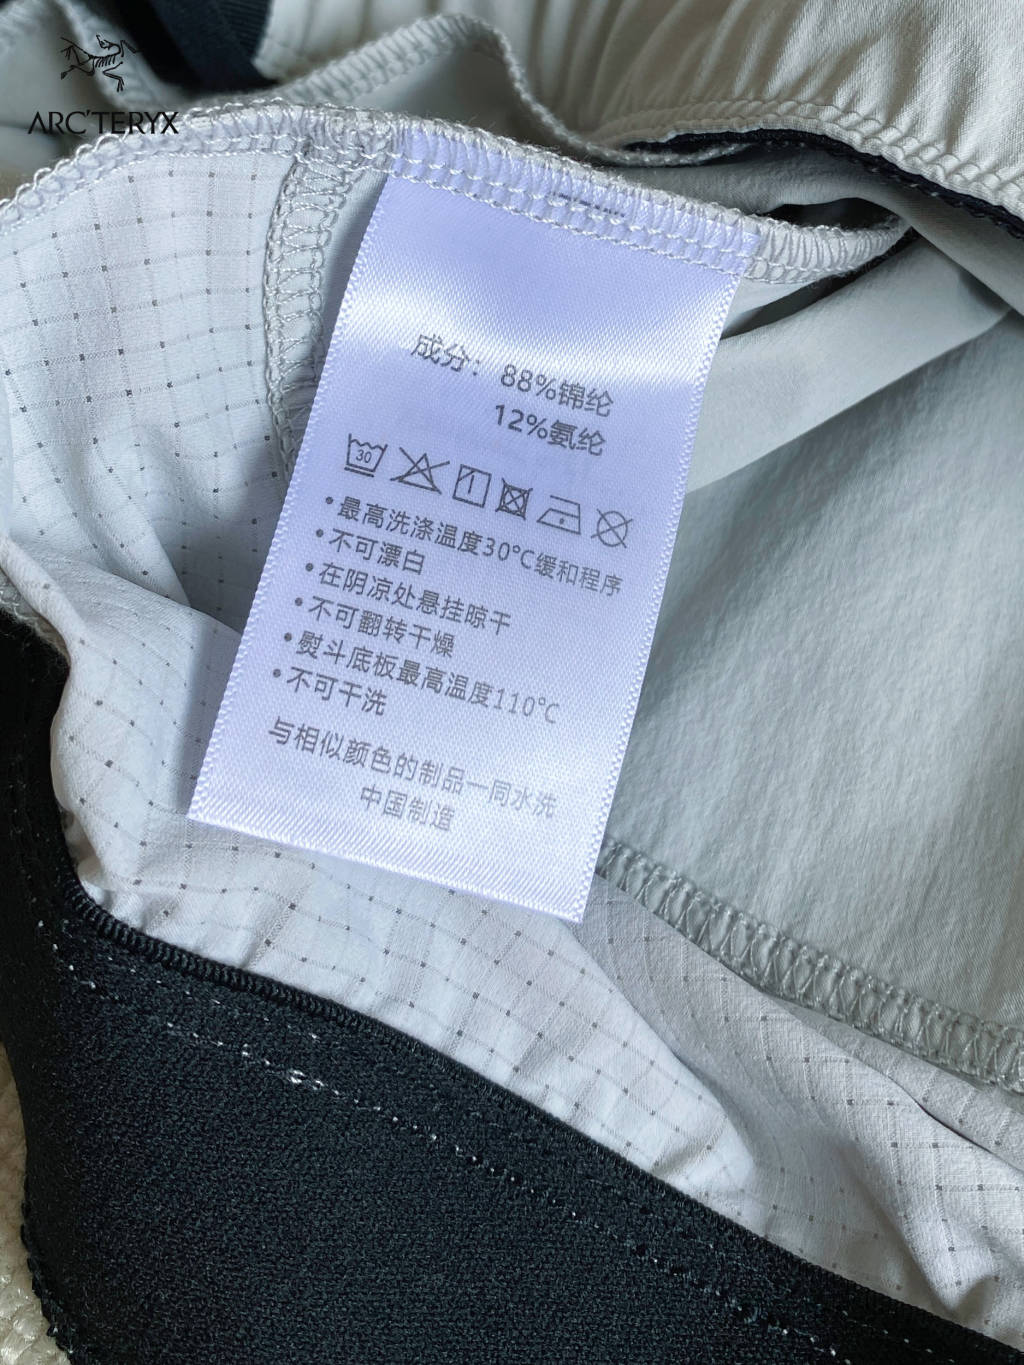 ARC'TERYX
成分：88%锦纶
12%氨纶
30
•最高洗涤温度30°C缓和程序
•不可漂白
•在阴凉处悬挂晾干
•不可翻转干燥
•熨斗底板最高温度110°C
•不可干洗
与相似颜色的制品一同水洗
中国制造